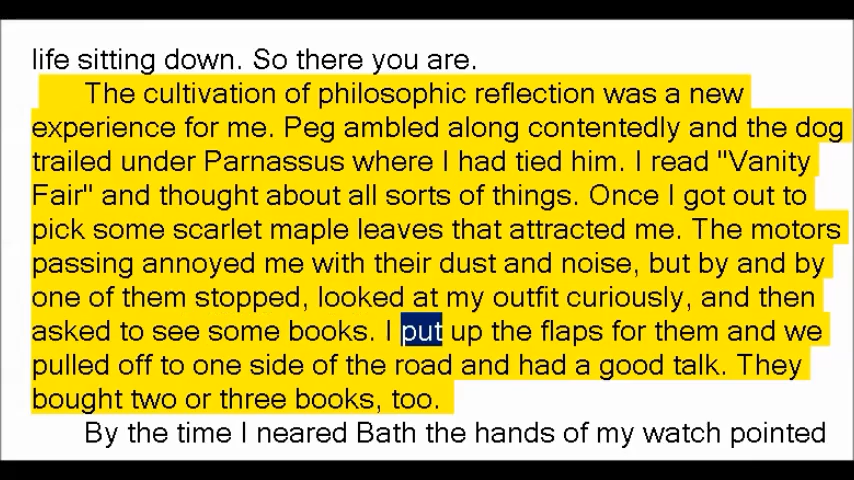 life sitting down. So there you are.
The cultivation of philosophic reflection was a new
experience for me. Peg ambled along contentedly and the dog
trailed under Parnassus where I had tied him. I read "Vanity
Fair" and thought about all sorts of things. Once I got out to
pick some scarlet maple leaves that attracted me. The motors
passing annoyed me with their dust and noise, but by and by
one of them stopped, looked at my outfit curiously, and then
asked to see some books. I put up the flaps for them and we
pulled off to one side of the road and had a good talk. They
bought two or three books, too.
By the time I neared Bath the hands of my watch pointed